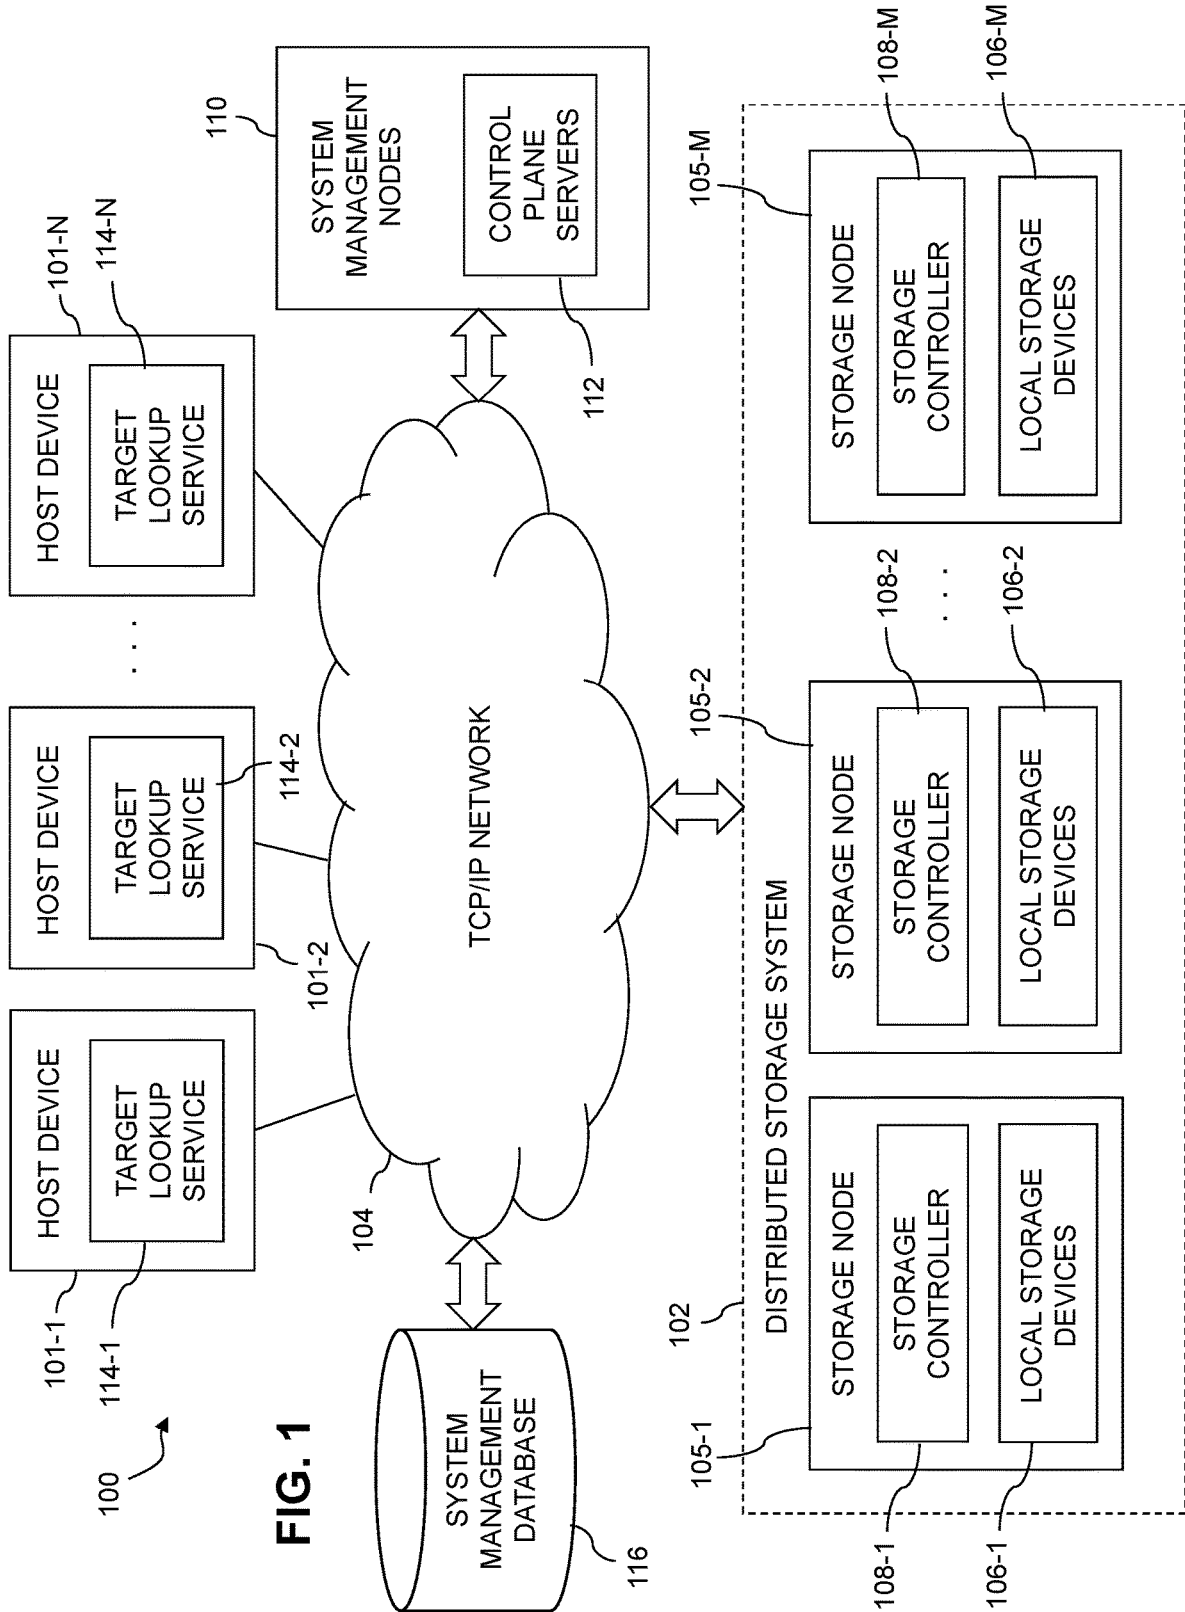 100
101-1
HOST DEVICE
TARGET
LOOKUP
SERVICE
114-1
HOST DEVICE
TARGET
LOOKUP
SERVICE
114-2
101-2
. . .
101-N
HOST DEVICE
TARGET
LOOKUP
SERVICE
114-N
FIG. 1
SYSTEM
MANAGEMENT
DATABASE
116
104
TCP/IP NETWORK
110
SYSTEM
MANAGEMENT
NODES
CONTROL
PLANE
SERVERS
112
102
DISTRIBUTED STORAGE SYSTEM
105-1
STORAGE NODE
STORAGE
CONTROLLER
108-1
LOCAL STORAGE
DEVICES
106-1
105-2
STORAGE NODE
STORAGE
CONTROLLER
108-2
LOCAL STORAGE
DEVICES
106-2
. . .
105-M
STORAGE NODE
STORAGE
CONTROLLER
108-M
LOCAL STORAGE
DEVICES
106-M